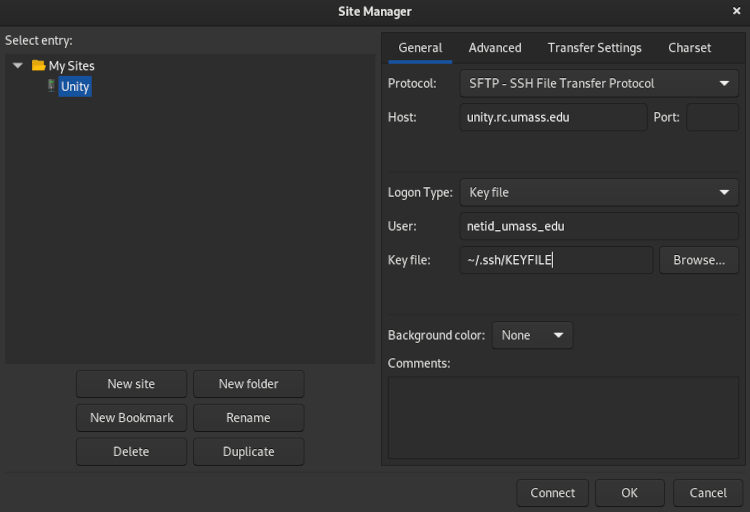 Site Manager
Select entry:
My Sites
Unity
New site
New folder
New Bookmark
Rename
Delete
Duplicate
General
Advanced
Transfer Settings
Charset
Protocol:
SFTP - SSH File Transfer Protocol
Host:
unity.rc.umass.edu
Port:
Logon Type:
Key file
User:
netid_umass_edu
Key file:
~/.ssh/KEYFILE
Browse...
Background color:
None
Comments:
Connect
OK
Cancel